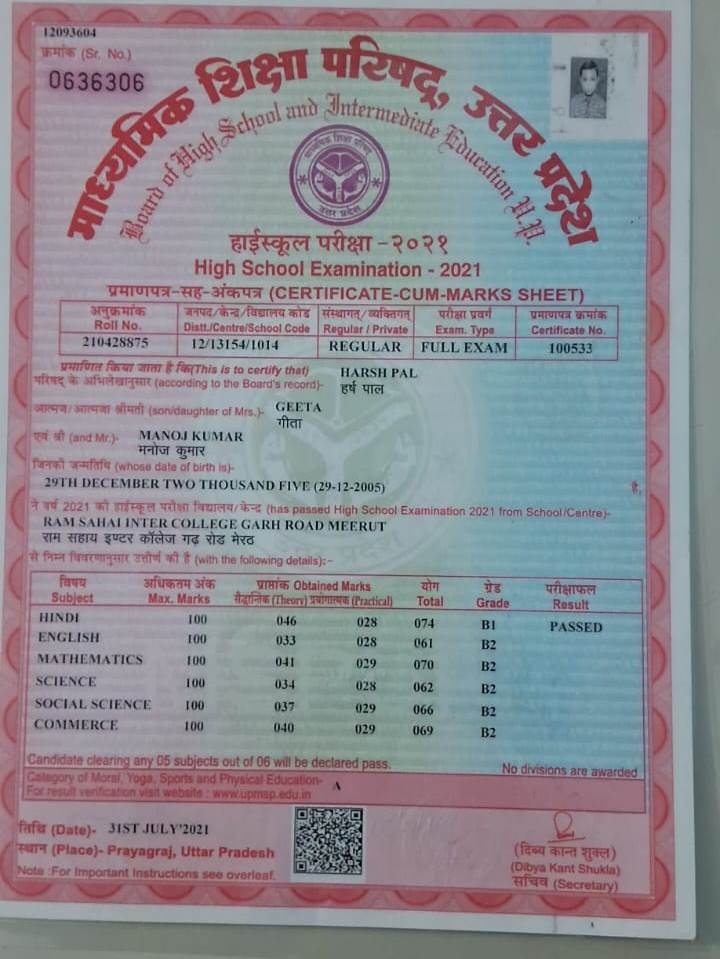 12093604
क्रमांक (Sr. No.)
0636306
माध्यमिक शिक्षा परिषद्, उत्तर प्रदेश
Board of High School and Intermediate Education U.P.
माध्यमिक शिक्षा परिषद्
उत्तर प्रदेश
हाईस्कूल परीक्षा - २०२१
High School Examination - 2021
प्रमाणपत्र-सह-अंकपत्र (CERTIFICATE-CUM-MARKS SHEET)
अनुक्रमांक जनपद/केन्द्र/विद्यालय कोड संस्थागत/व्यक्तिगत परीक्षा प्रवर्ग प्रमाणपत्र क्रमांक
Roll No. Distt./Centre/School Code Regular / Private Exam. Type Certificate No.
210428875 12/13154/1014 REGULAR FULL EXAM 100533
प्रमाणित किया जाता है कि(This is to certify that) HARSH PAL
परिषद् के अभिलेखानुसार (according to the Board's record)- हर्ष पाल
आत्मज/आत्मजा श्रीमती (son/daughter of Mrs.)- GEETA
गीता
एवं श्री (and Mr.)- MANOJ KUMAR
मनोज कुमार
जिनकी जन्मतिथि (whose date of birth is)-
29TH DECEMBER TWO THOUSAND FIVE (29-12-2005) है,
ने वर्ष 2021 की हाईस्कूल परीक्षा विद्यालय/केन्द्र (has passed High School Examination 2021 from School/Centre)-
RAM SAHAI INTER COLLEGE GARH ROAD MEERUT
राम सहाय इण्टर कॉलेज गढ़ रोड मेरठ
से निम्न विवरणानुसार उत्तीर्ण की है (with the following details):-
विषय अधिकतम अंक प्राप्तांक Obtained Marks योग ग्रेड परीक्षाफल
Subject Max. Marks सैद्धान्तिक (Theory) प्रयोगात्मक (Practical) Total Grade Result
HINDI 100 046 028 074 B1 PASSED
ENGLISH 100 033 028 061 B2
MATHEMATICS 100 041 029 070 B2
SCIENCE 100 034 028 062 B2
SOCIAL SCIENCE 100 037 029 066 B2
COMMERCE 100 040 029 069 B2
Candidate clearing any 05 subjects out of 06 will be declared pass. No divisions are awarded
Category of Moral, Yoga, Sports and Physical Education- A
For result verification visit website : www.upmsp.edu.in
तिथि (Date)- 31ST JULY'2021
स्थान (Place)- Prayagraj, Uttar Pradesh
Note :For Important Instructions see overleaf.
(दिब्य कान्त शुक्ल)
(Dibya Kant Shukla)
सचिव (Secretary)